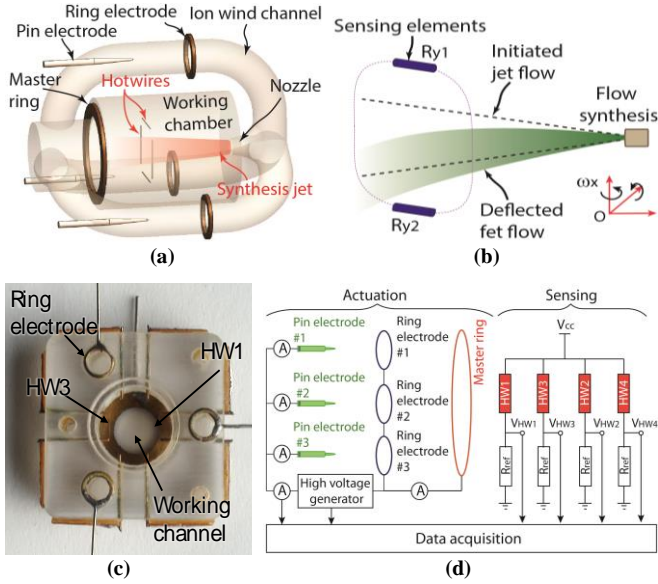 Ring electrode
Ion wind channel
Pin electrode
Master
ring
Hotwires
Working
chamber
Nozzle
Synthesis jet
(a)
Sensing elements
Ry1
Initiated
jet flow
Flow
synthesis
Ry2
Deflected
fet flow
ωx
O
(b)
Ring
electrode
HW1
HW3
Working
channel
(c)
Actuation
Sensing
Pin electrode
#1
Ring
electrode
#1
Master ring
A
Pin electrode
#2
Ring
electrode
#2
A
Pin electrode
#3
Ring
electrode
#3
A
A
High voltage
generator
A
Vcc
HW1
HW3
HW2
HW4
VHW1
VHW3
VHW2
VHW4
Rref
Rref
Rref
Rref
Data acquisition
(d)